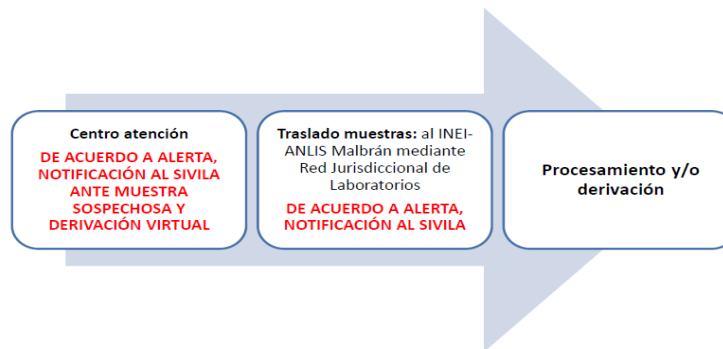 Centro atención
DE ACUERDO A ALERTA,
NOTIFICACIÓN AL SIVILA
ANTE MUESTRA
SOSPECHOSA Y
DERIVACIÓN VIRTUAL
Traslado muestras: al INEI-
ANLIS Malbrán mediante
Red Jurisdiccional de
Laboratorios
DE ACUERDO A ALERTA,
NOTIFICACIÓN AL SIVILA
Procesamiento y/o
derivación